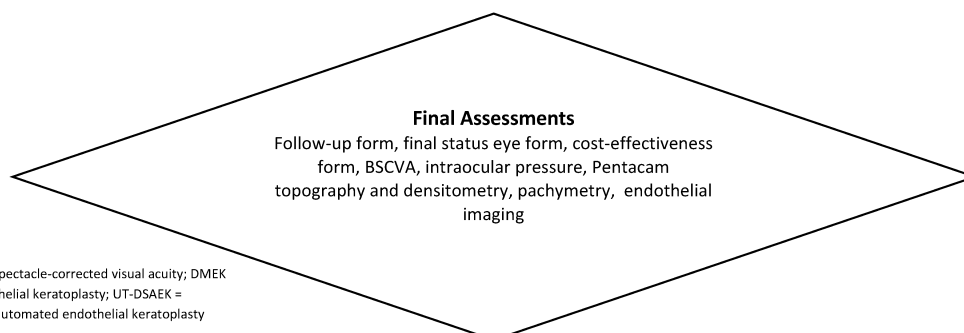 Final Assessments
Follow-up form, final status eye form, cost-effectiveness
form, BSCVA, intraocular pressure, Pentacam
topography and densitometry, pachymetry, endothelial
imaging
pectacle-corrected visual acuity; DMEK
helial keratoplasty; UT-DSAEK =
utomated endothelial keratoplasty